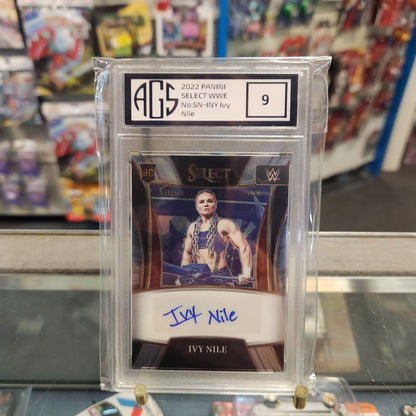 AGS
2022 PANINI
SELECT WWE
No.SN-INY Ivy
Nile
9
RC
SELECT
W
Ivy Nile
IVY NILE